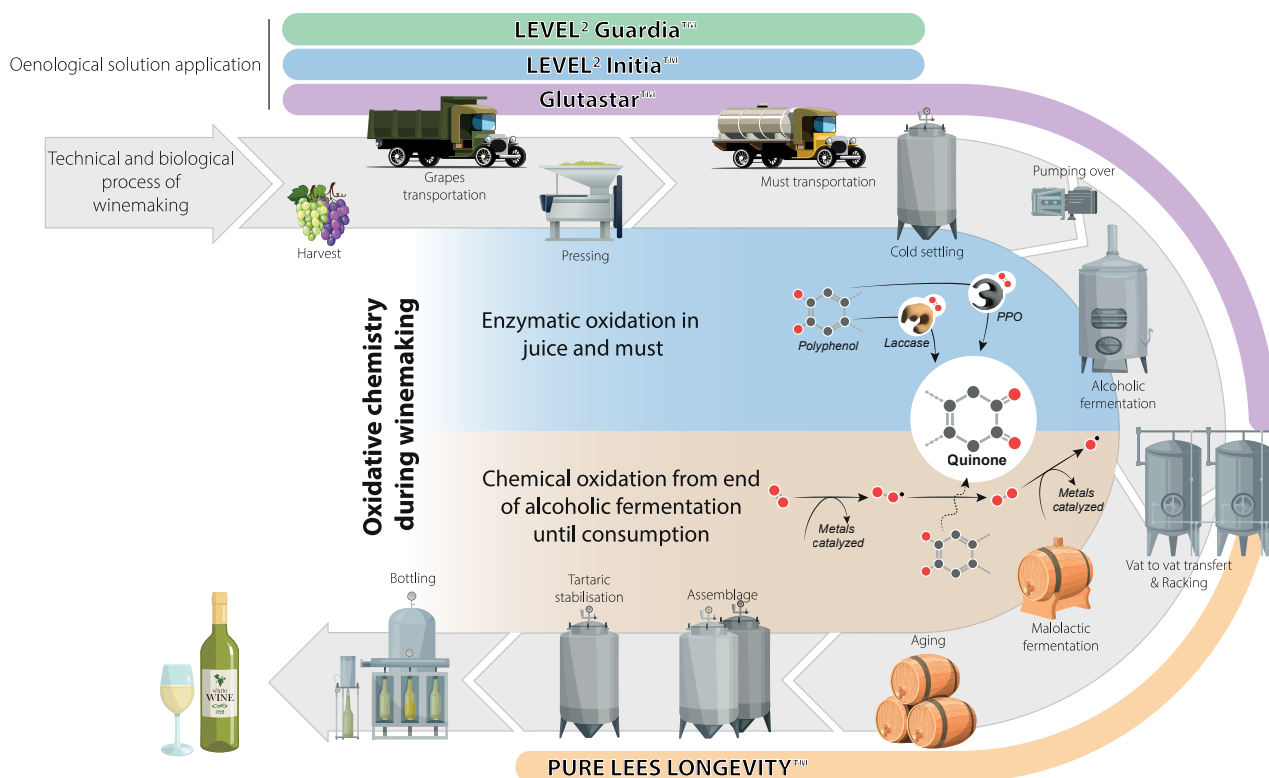 LEVEL² Guardia™
Oenological solution application
LEVEL² Initia™
Glutastar™
Technical and biological
process of
winemaking
Grapes
transportation
Must transportation
Pumping over
Harvest
Pressing
Cold settling
Oxidative chemistry
during winemaking
Enzymatic oxidation in
juice and must
Polyphenol
Laccase
PPO
Alcoholic
fermentation
Quinone
Chemical oxidation from end
of alcoholic fermentation
until consumption
Metals
catalyzed
Metals
catalyzed
Vat to vat transfert
& Racking
Malolactic
fermentation
Bottling
Tartaric
stabilisation
Assemblage
Aging
White
WINE
PURE LEES LONGEVITY™